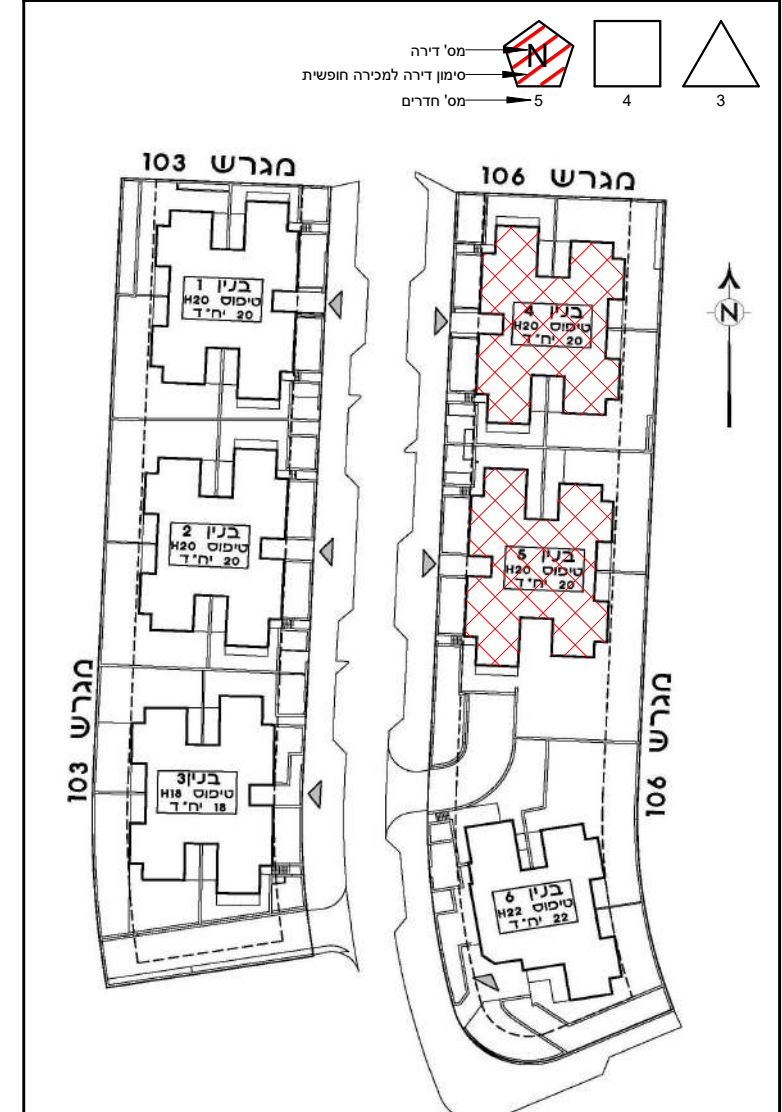 מס' דירה
N
סימון דירה למכירה חופשית
מס' חדרים
5
4
3
מגרש 103
מגרש 106
בנין 1
טיפוס H20
20 יח"ד
בנין 4
טיפוס H20
20 יח"ד
N
בנין 2
טיפוס H20
20 יח"ד
בנין 5
טיפוס H20
20 יח"ד
מגרש 103
מגרש 106
בנין 3
טיפוס H18
18 יח"ד
בנין 6
טיפוס H22
22 יח"ד